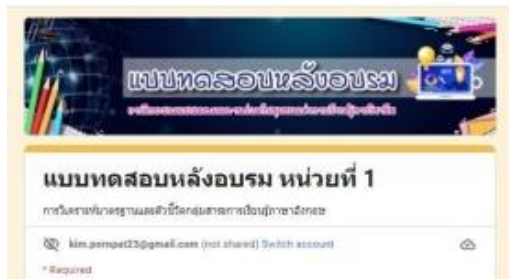 แบบทดสอบหลังอบรม
แบบทดสอบหลังอบรม หน่วยที่ 1
การวิเคราะห์มาตรฐานและตัวชี้วัดกลุ่มสาระการเรียนรู้ภาษาอังกฤษ
kim.pornpat23@gmail.com (not shared) Switch account
* Required